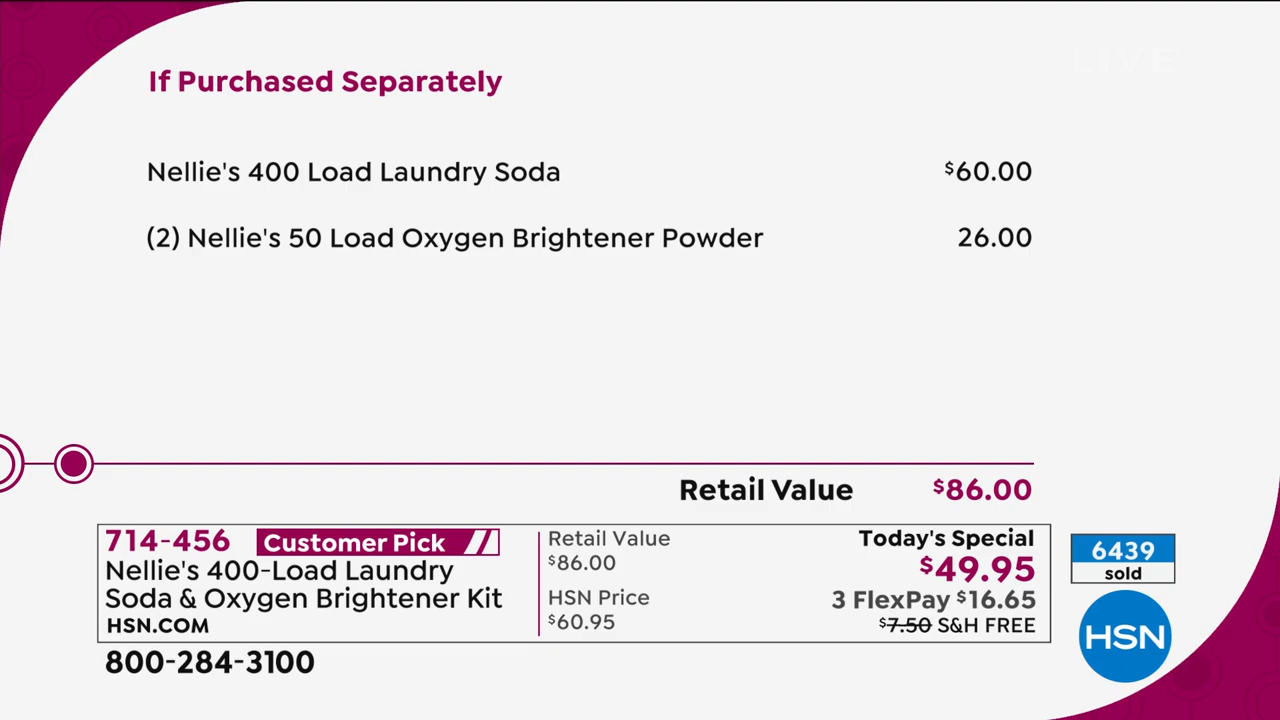 LIVE
If Purchased Separately
Nellie's 400 Load Laundry Soda $60.00
(2) Nellie's 50 Load Oxygen Brightener Powder 26.00
Retail Value $86.00
714-456 Customer Pick
Nellie's 400-Load Laundry
Soda & Oxygen Brightener Kit
HSN.COM
Retail Value
$86.00
HSN Price
$60.95
Today's Special
$49.95
3 FlexPay $16.65
$7.50 S&H FREE
6439
sold
HSN
800-284-3100